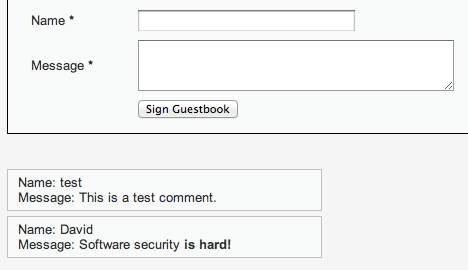 Name *
Message *
Sign Guestbook
Name: test
Message: This is a test comment.
Name: David
Message: Software security is hard!